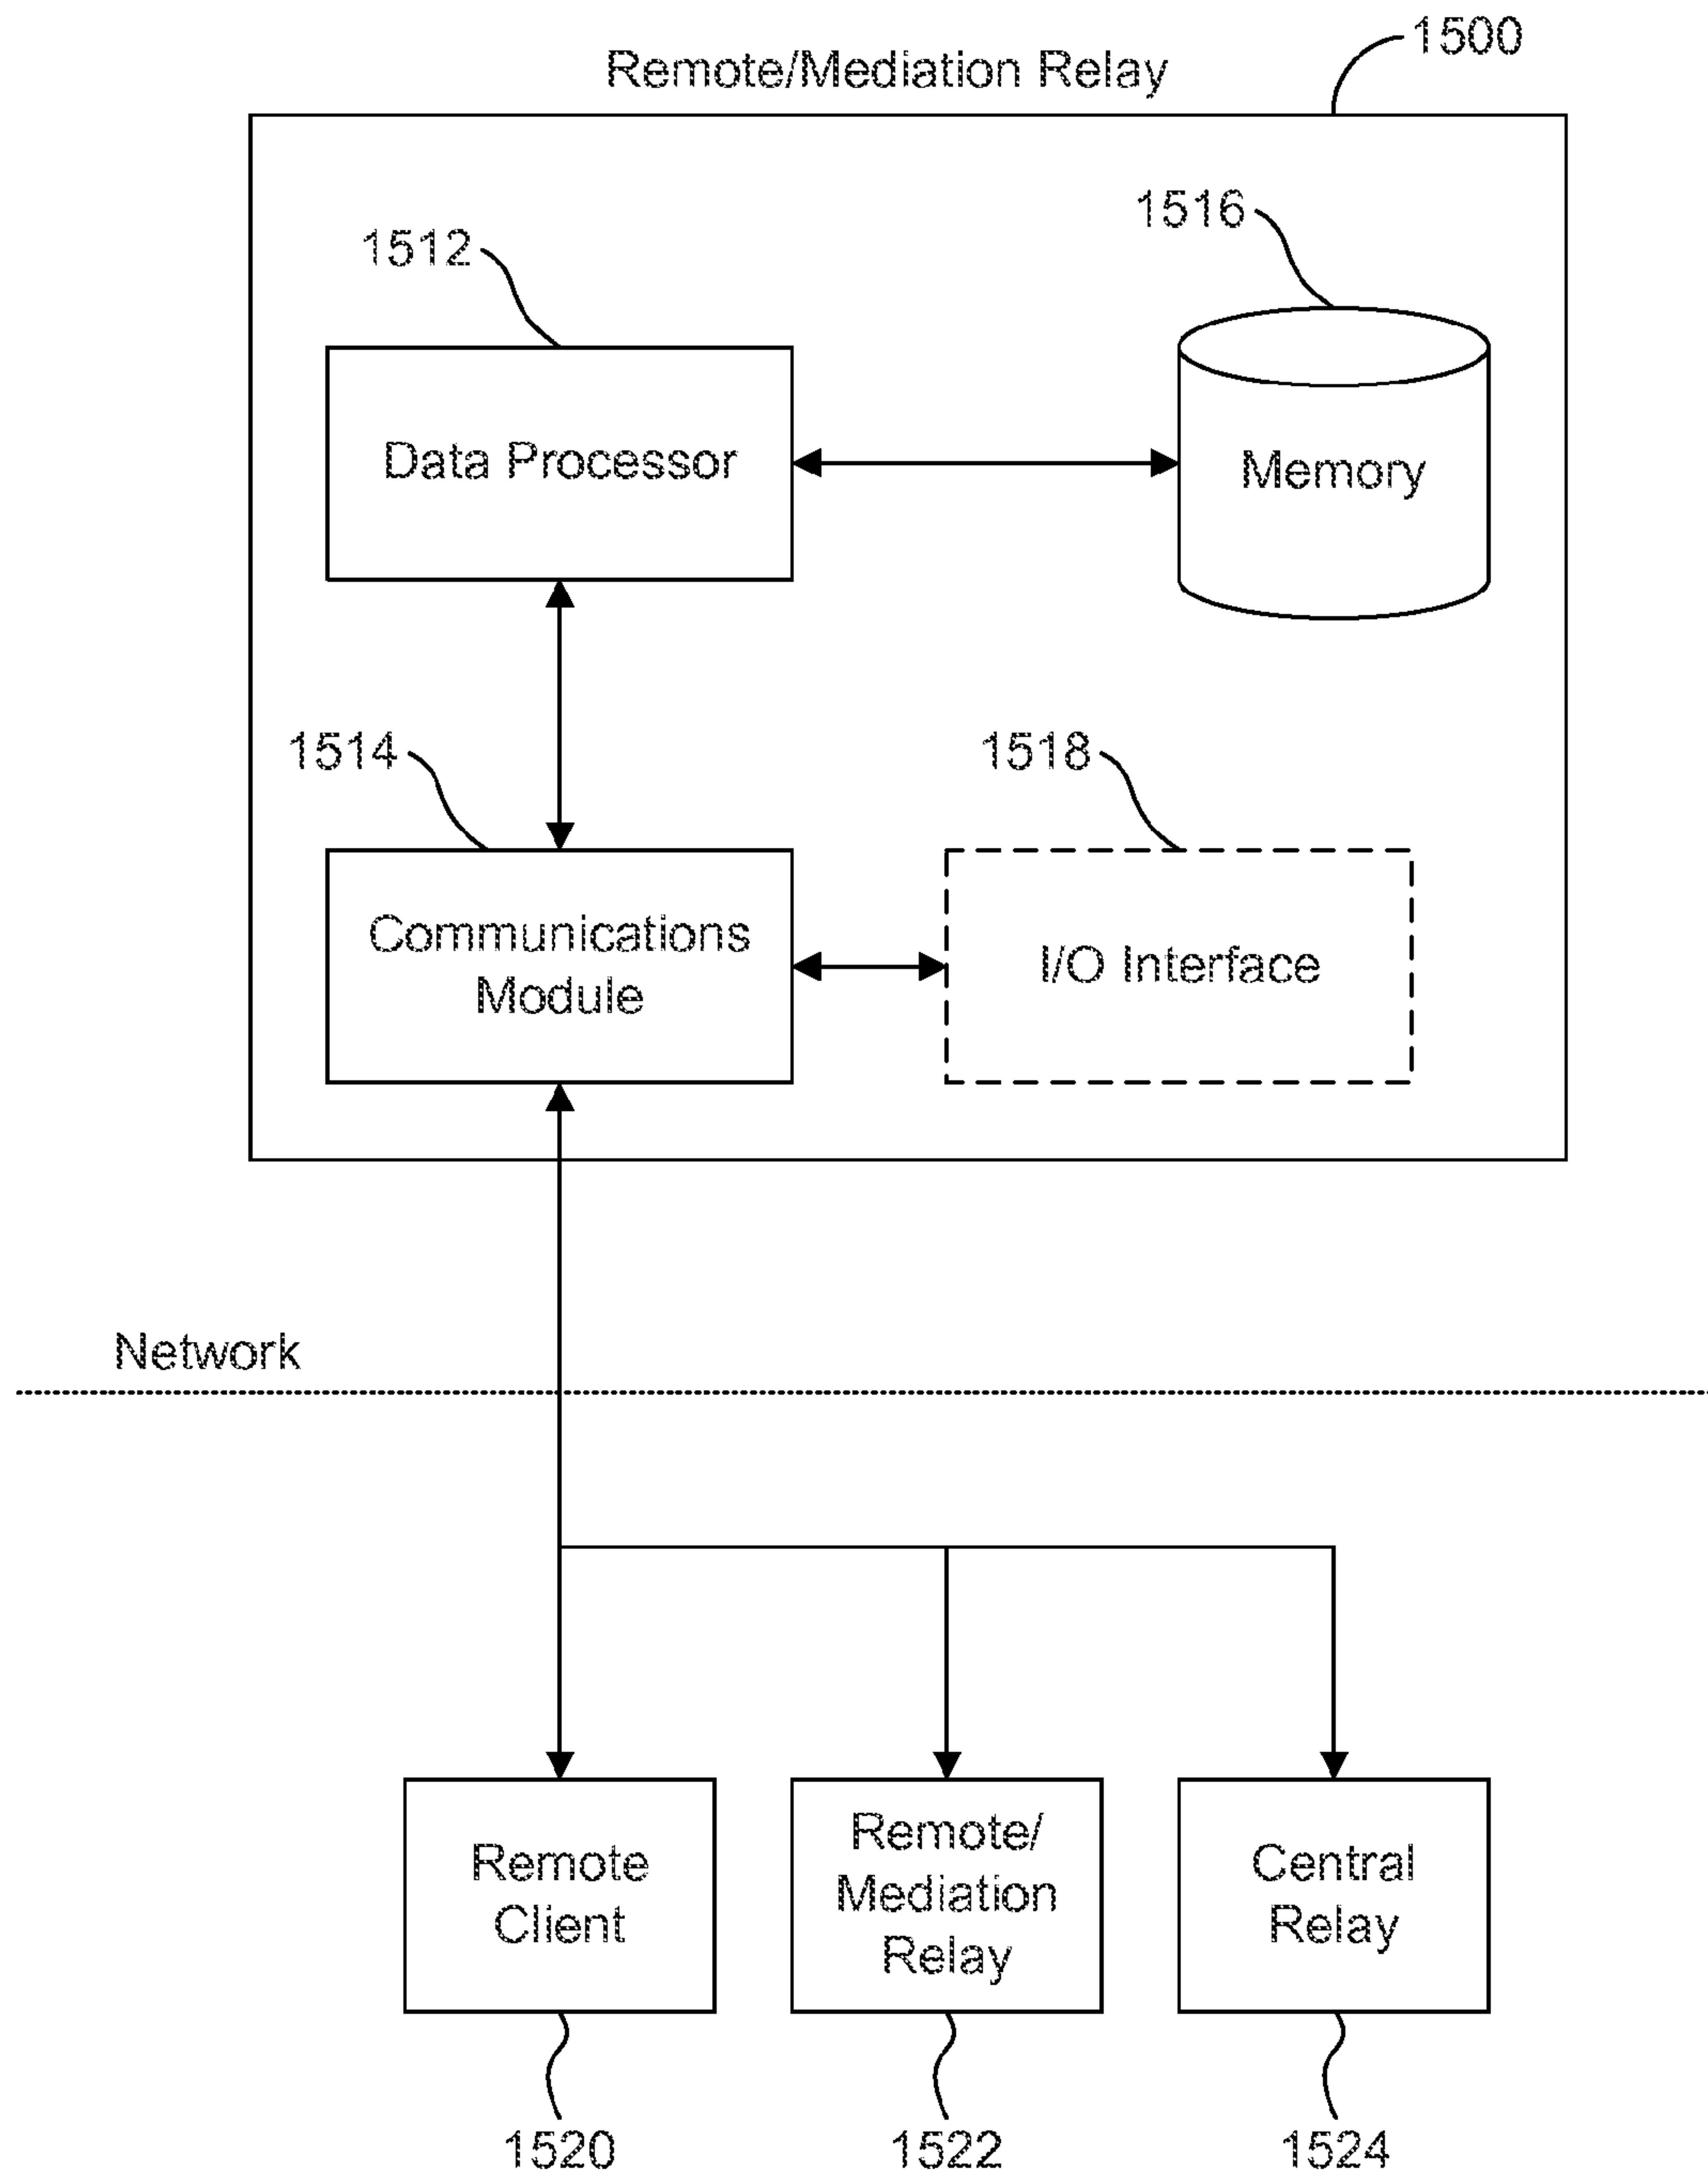 1500
Remote/Mediation Relay
1516
1512
Data Processor
Memory
1514
1518
Communications
Module
I/O Interface
Network
Remote
Client
Remote/
Mediation
Relay
Central
Relay
1520
1522
1524